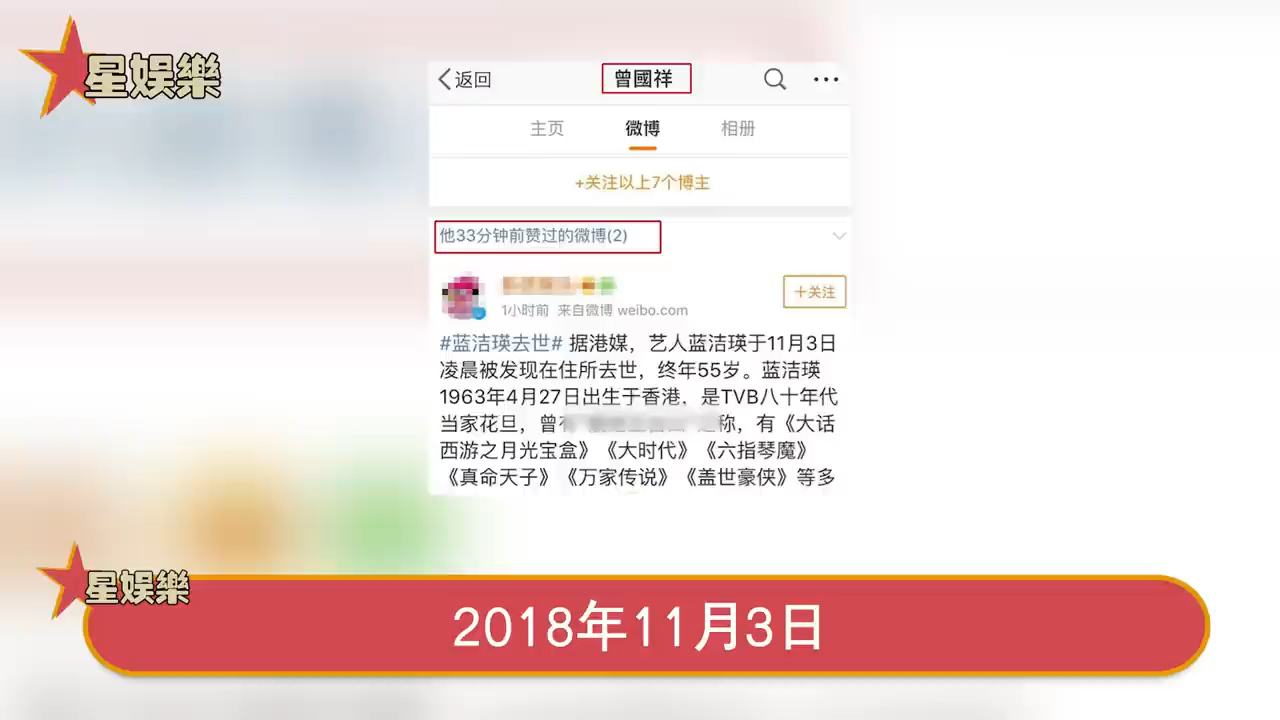 星娱樂
返回
曾國祥
主页 微博 相册
+关注以上7个博主
他33分钟前赞过的微博(2)
+关注
1小时前 来自微博 weibo.com
#蓝洁瑛去世# 据港媒，艺人蓝洁瑛于11月3日
凌晨被发现在住所去世，终年55岁。蓝洁瑛
1963年4月27日出生于香港，是TVB八十年代
当家花旦，曾 称，有《大话
西游之月光宝盒》《大时代》《六指琴魔》
《真命天子》《万家传说》《盖世豪侠》等多
星娱樂
2018年11月3日